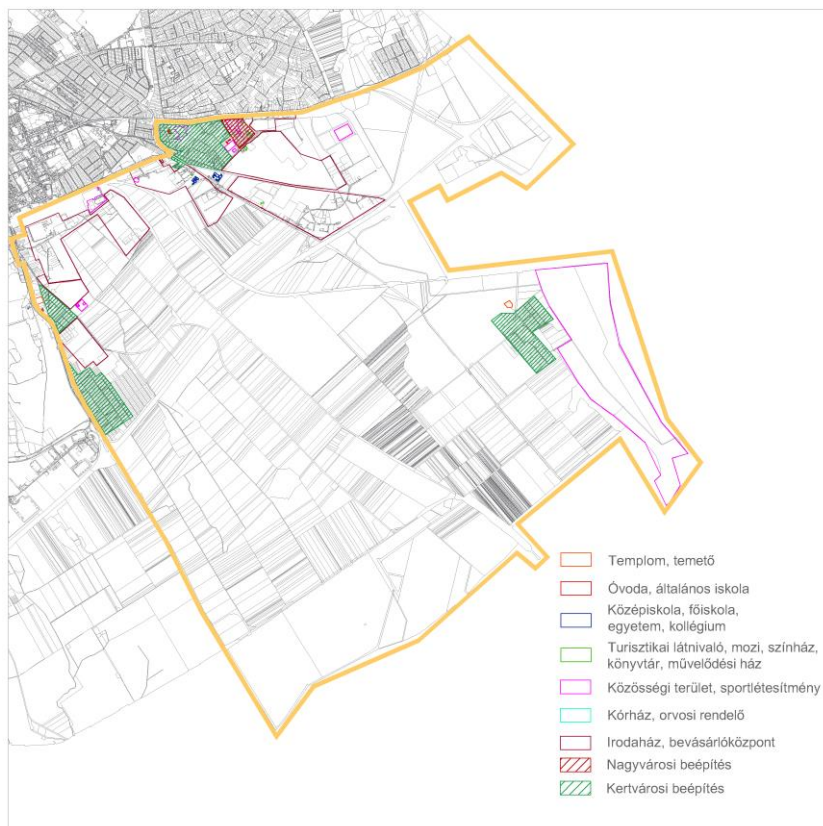 Templom, temető
Óvoda, általános iskola
Középiskola, főiskola,
egyetem, kollégium
Turisztikai látnivaló, mozi, színház,
könyvtár, művelődési ház
Közösségi terület, sportlétesítmény
Kórház, orvosi rendelő
Irodaház, bevásárlóközpont
Nagyvárosi beépítés
Kertvárosi beépítés